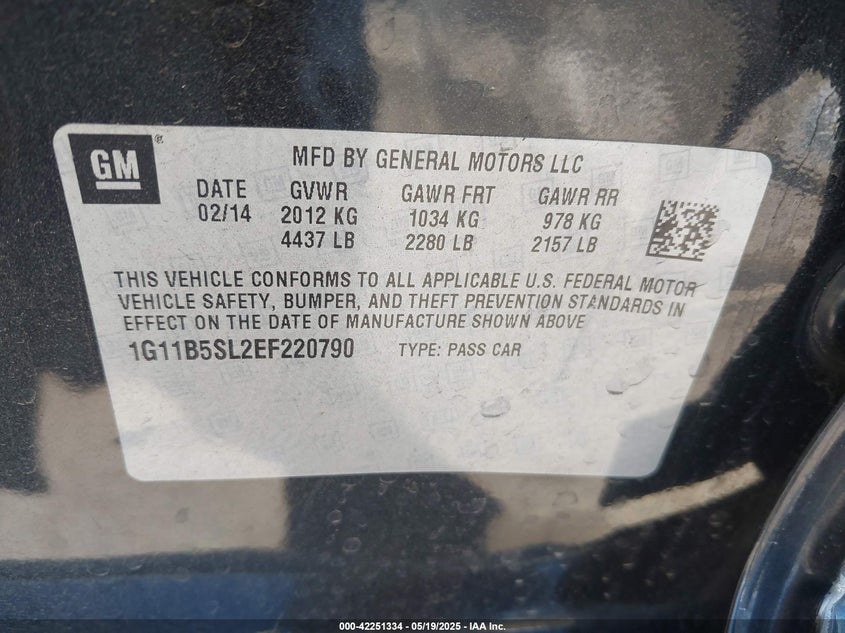 GM
MFD BY GENERAL MOTORS LLC
DATE GVWR GAWR FRT GAWR RR
02/14 2012 KG 1034 KG 978 KG
4437 LB 2280 LB 2157 LB
THIS VEHICLE CONFORMS TO ALL APPLICABLE U.S. FEDERAL MOTOR
VEHICLE SAFETY, BUMPER, AND THEFT PREVENTION STANDARDS IN
EFFECT ON THE DATE OF MANUFACTURE SHOWN ABOVE
1G11B5SL2EF220790 TYPE: PASS CAR
000-42251334 - 05/19/2025 - IAA Inc.